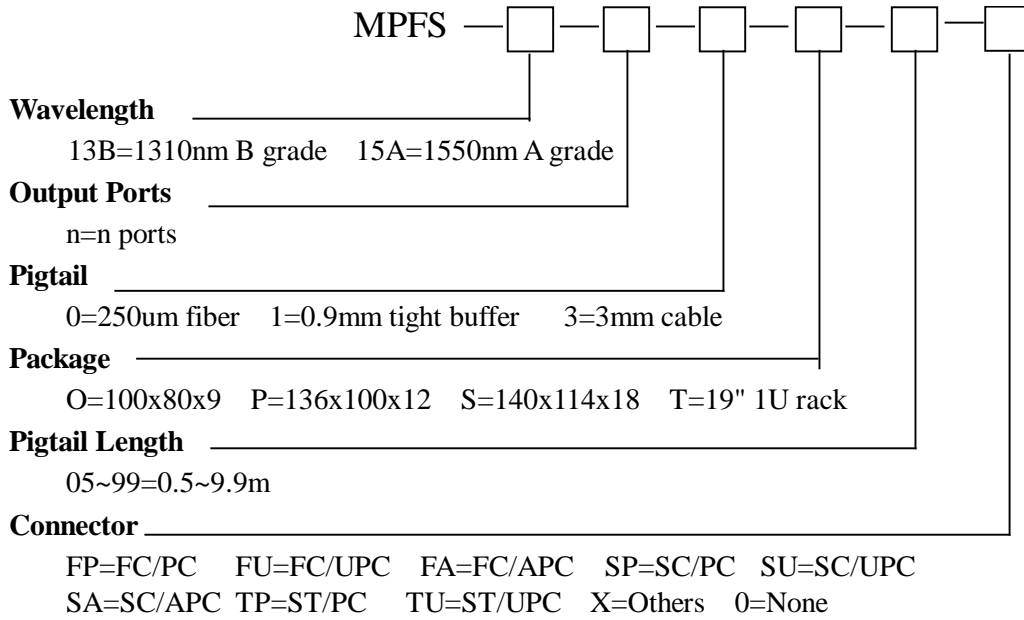 MPFS
Wavelength
13B=1310nm B grade 15A=1550nm A grade
Output Ports
n=n ports
Pigtail
0=250um fiber 1=0.9mm tight buffer 3=3mm cable
Package
O=100x80x9 P=136x100x12 S=140x114x18 T=19" 1U rack
Pigtail Length
05~99=0.5~9.9m
Connector
FP=FC/PC FU=FC/UPC FA=FC/APC SP=SC/PC SU=SC/UPC
SA=SC/APC TP=ST/PC TU=ST/UPC X=Others 0=None